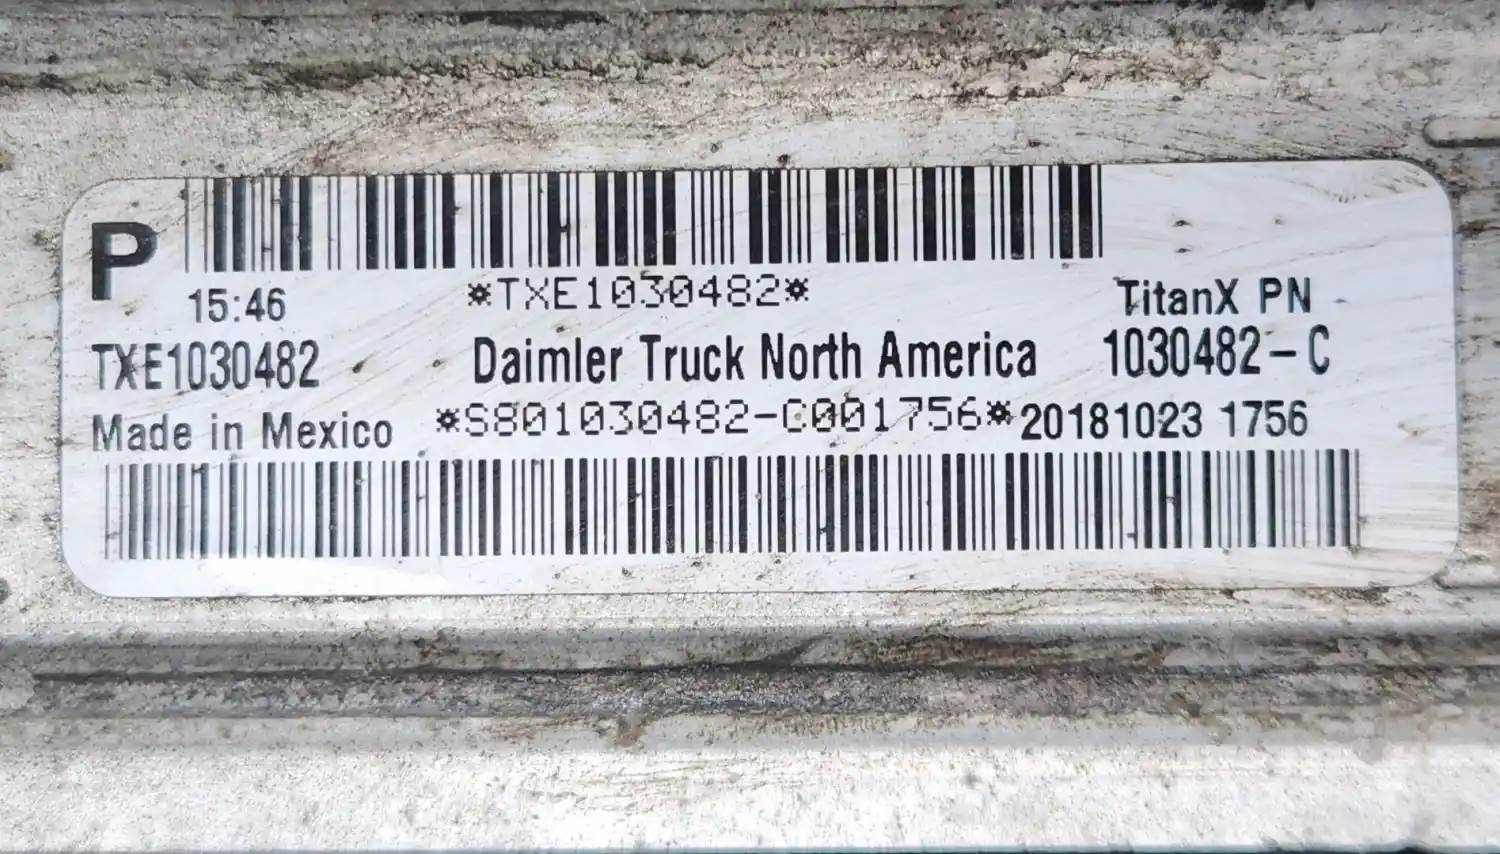 P
15:46
*TXE1030482*
TitanX PN
TXE1030482
Daimler Truck North America
1030482-C
Made in Mexico
*S801030482-C001756*
20181023 1756